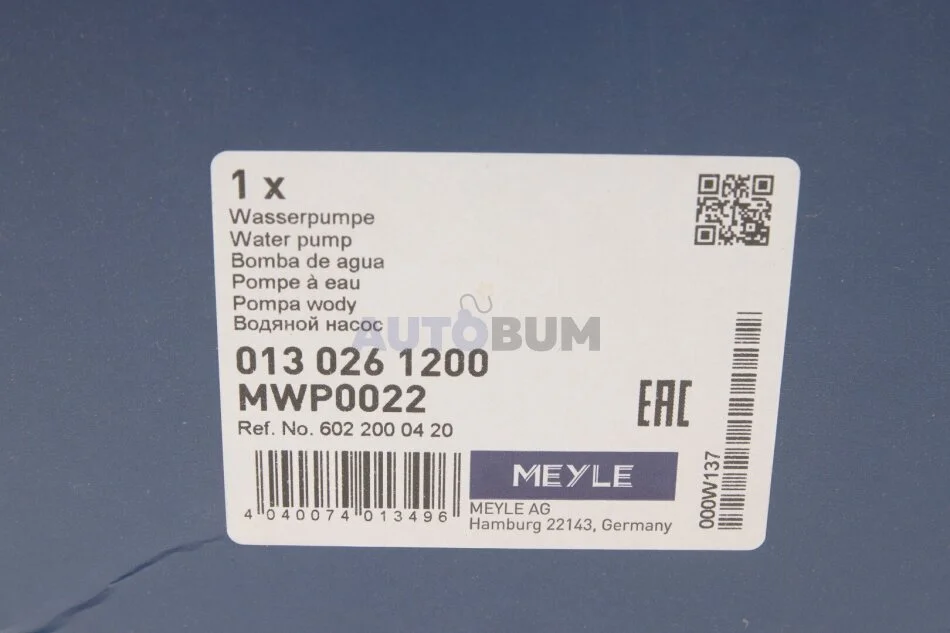 1 x
Wasserpumpe
Water pump
Bomba de agua
Pompe à eau
Pompa wody
Водяной насос
AUTOBUM
013 026 1200
MWP0022
Ref. No. 602 200 04 20
EAC
MEYLE
MEYLE AG
Hamburg 22143, Germany
4 040074 013496
000W137